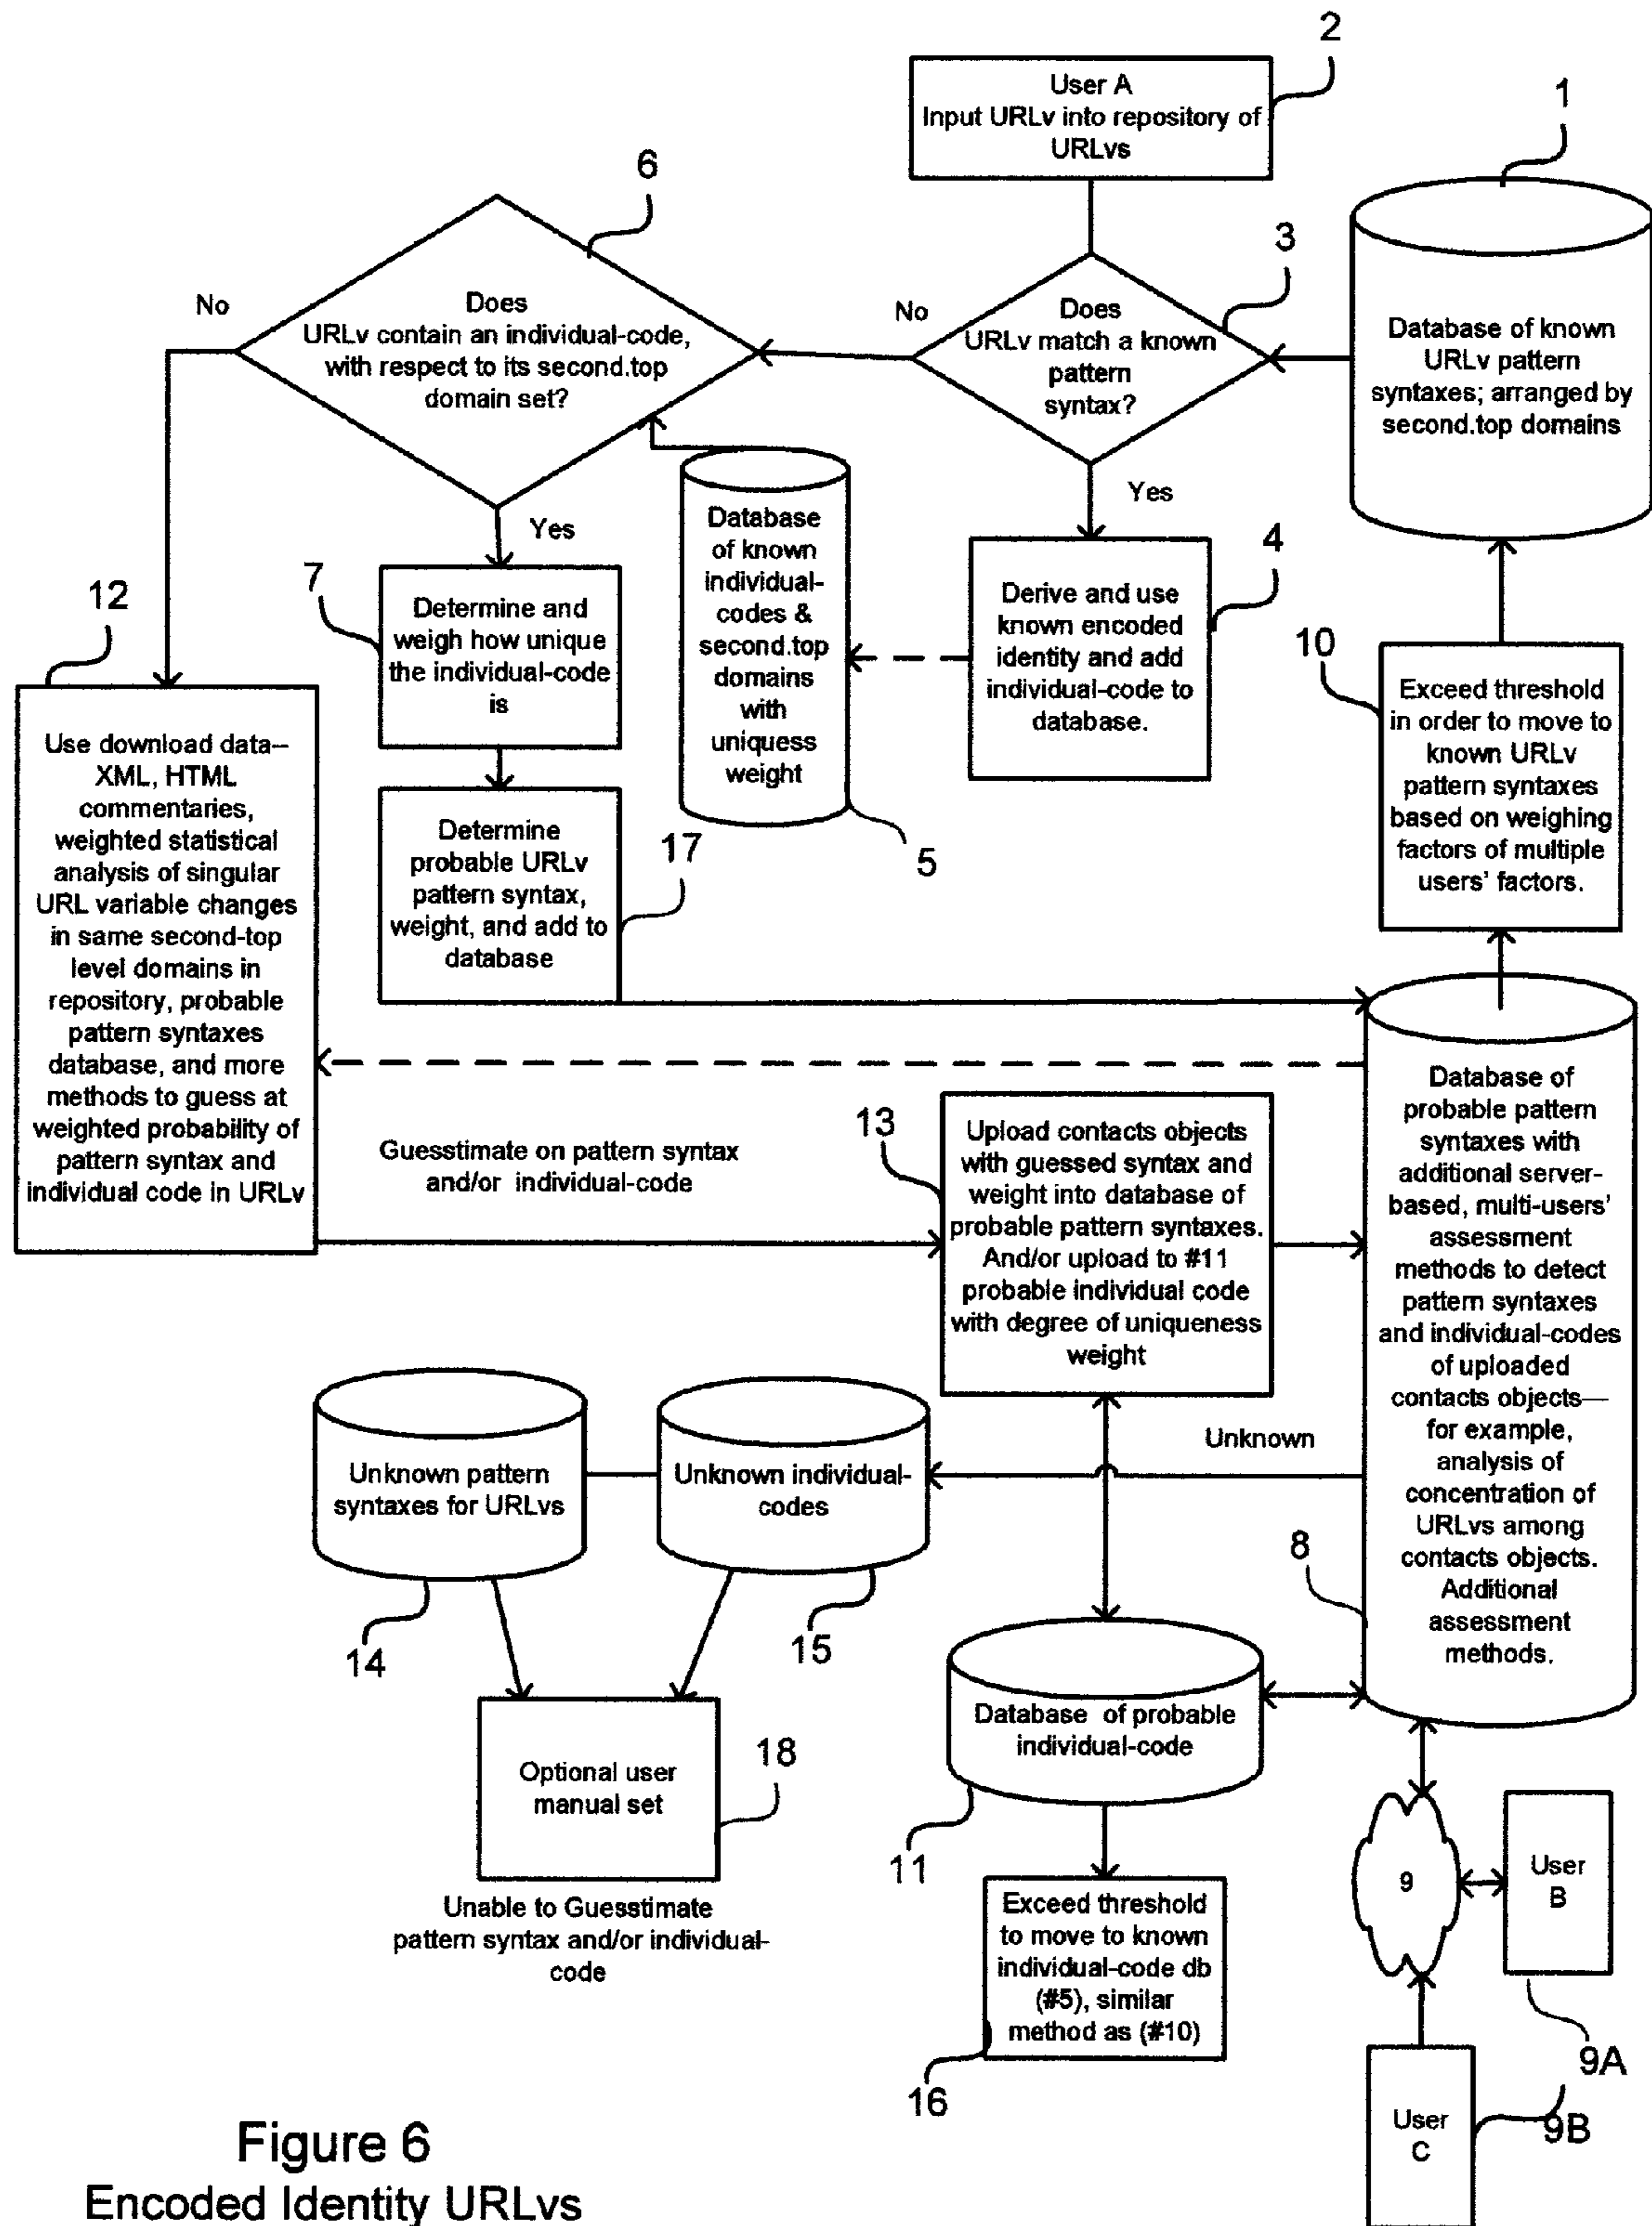 2
User A
Input URLv into repository of
URLvs
1
Database of known
URLv pattern
syntaxes; arranged by
second.top domains
3
Does
URLv match a known
pattern
syntax?
No
Yes
6
Does
URLv contain an individual-code,
with respect to its second.top
domain set?
No
Yes
Database
of known
individual-
codes &
second.top
domains
with
uniquess
weight
5
4
Derive and use
known encoded
identity and add
individual-code to
database.
7
Determine and
weigh how unique
the individual-code
is
17
Determine
probable URLv
pattern syntax,
weight, and add to
database
10
Exceed threshold
in order to move to
known URLv
pattern syntaxes
based on weighing
factors of multiple
users' factors.
12
Use download data--
XML, HTML
commentaries,
weighted statistical
analysis of singular
URL variable changes
in same second-top
level domains in
repository, probable
pattern syntaxes
database, and more
methods to guess at
weighted probability of
pattern syntax and
individual code in URLv
Guesstimate on pattern syntax
and/or individual-code
13
Upload contacts objects
with guessed syntax and
weight into database of
probable pattern syntaxes.
And/or upload to #11
probable individual code
with degree of uniqueness
weight
Database of
probable pattern
syntaxes with
additional server-
based, multi-users'
assessment
methods to detect
pattern syntaxes
and individual-codes
of uploaded
contacts objects—
for example,
analysis of
concentration of
URLvs among
contacts objects.
Additional
assessment
methods.
8
Unknown
Unknown pattern
syntaxes for URLvs
14
Unknown individual-
codes
15
Optional user
manual set
18
Unable to Guesstimate
pattern syntax and/or individual-
code
Database of probable
individual-code
11
Exceed threshold
to move to known
individual-code db
(#5), similar
method as (#10)
16
9
User
B
9A
User
C
9B
Figure 6
Encoded Identity URLvs